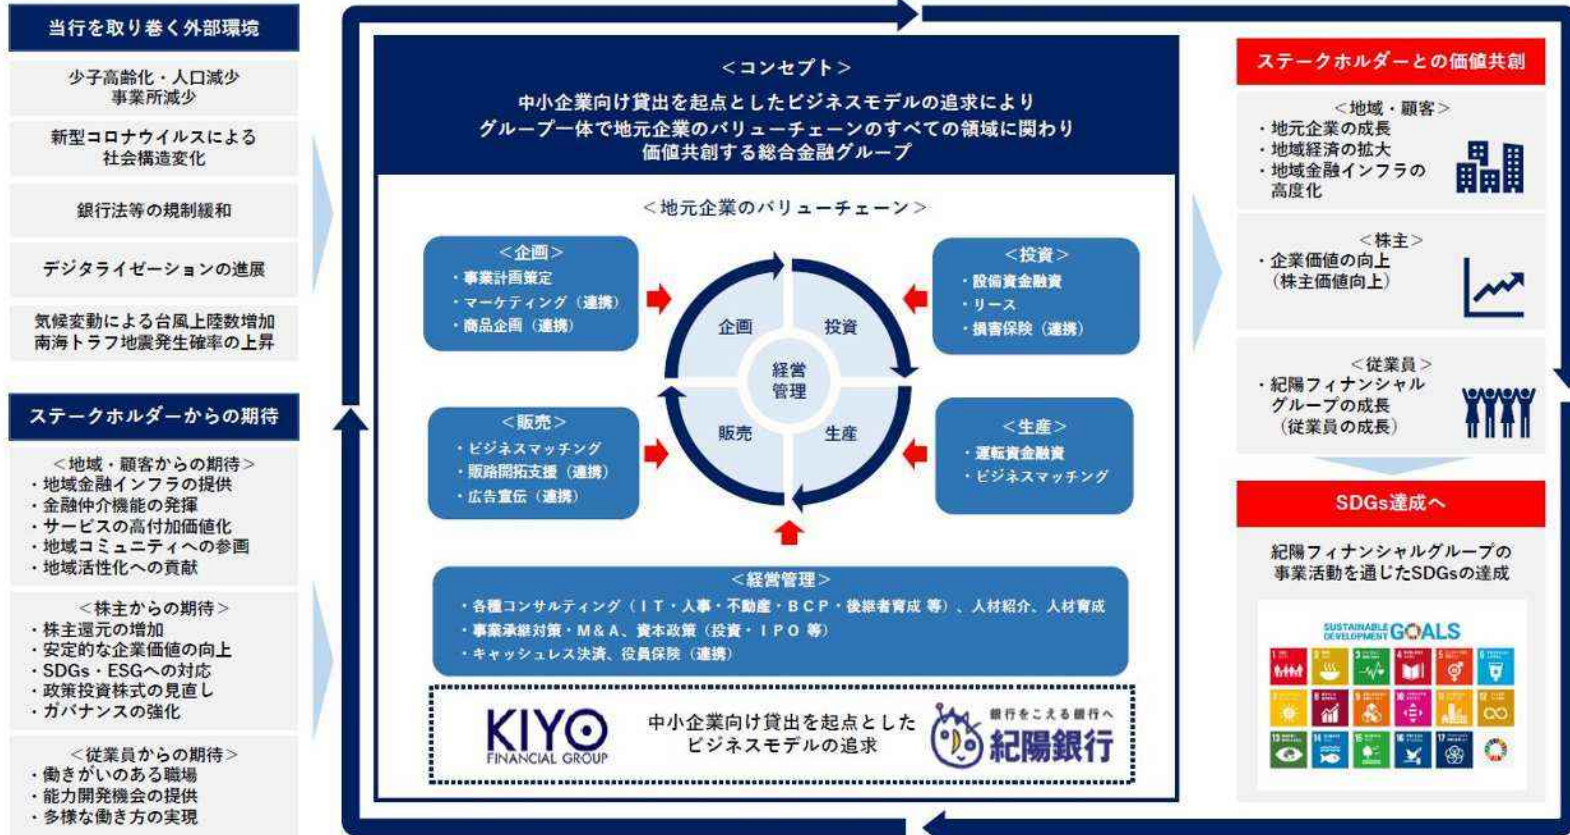 当行を取り巻く外部環境
少子高齢化・人口減少
事業所減少
新型コロナウイルスによる
社会構造変化
銀行法等の規制緩和
デジタライゼーションの進展
気候変動による台風上陸数増加
南海トラフ地震発生確率の上昇
ステークホルダーからの期待
＜地域・顧客からの期待＞
・地域金融インフラの提供
・金融仲介機能の発揮
・サービスの高付加価値化
・地域コミュニティへの参画
・地域活性化への貢献
＜株主からの期待＞
・株主還元の増加
・安定的な企業価値の向上
・SDGs・ESGへの対応
・政策投資株式の見直し
・ガバナンスの強化
＜従業員からの期待＞
・働きがいのある職場
・能力開発機会の提供
・多様な働き方の実現
＜コンセプト＞
中小企業向け貸出を起点としたビジネスモデルの追求により
グループ一体で地元企業のバリューチェーンのすべての領域に関わり
価値共創する総合金融グループ
＜地元企業のバリューチェーン＞
＜企画＞
・事業計画策定
・マーケティング（連携）
・商品企画（連携）
＜投資＞
・設備資金融資
・リース
・損害保険（連携）
企画
投資
経営
管理
販売
生産
＜販売＞
・ビジネスマッチング
・販路開拓支援（連携）
・広告宣伝（連携）
＜生産＞
・運転資金融資
・ビジネスマッチング
＜経営管理＞
・各種コンサルティング（ＩＴ・人事・不動産・ＢＣＰ・後継者育成 等）、人材紹介、人材育成
・事業承継対策・Ｍ＆Ａ、資本政策（投資・ＩＰＯ 等）
・キャッシュレス決済、役員保険（連携）
KIYO
FINANCIAL GROUP
中小企業向け貸出を起点とした
ビジネスモデルの追求
銀行をこえる銀行へ
紀陽銀行
ステークホルダーとの価値共創
＜地域・顧客＞
・地元企業の成長
・地域経済の拡大
・地域金融インフラの
高度化
＜株主＞
・企業価値の向上
（株主価値向上）
＜従業員＞
・紀陽フィナンシャル
グループの成長
（従業員の成長）
SDGs達成へ
紀陽フィナンシャルグループの
事業活動を通じたSDGsの達成
SUSTAINABLE
DEVELOPMENT
GOALS
1
2
3
4
5
6
7
8
9
10
11
12
13
14
15
16
17